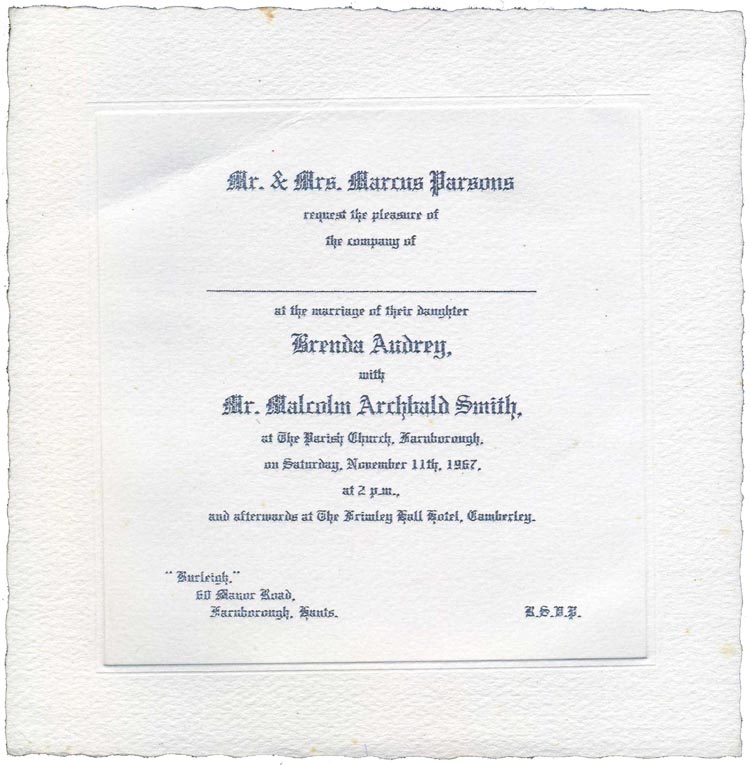 Mr. & Mrs. Marcus Parsons
request the pleasure of
the company of
at the marriage of their daughter
Brenda Audrey,
with
Mr. Malcolm Archbald Smith,
at The Parish Church, Farnborough,
on Saturday, November 11th, 1967,
at 2 p.m.,
and afterwards at The Frimley Hall Hotel, Camberley.
"Burleigh,"
60 Manor Road,
Farnborough, Hants.
R.S.V.P.